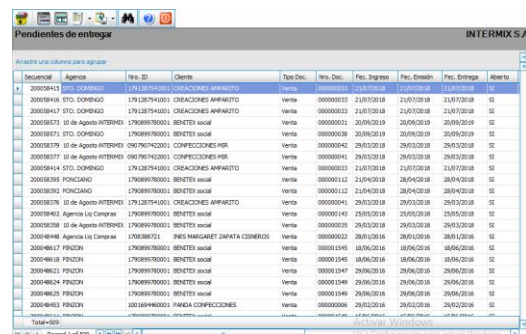 Pendientes de entregar INTERMIX S.A
Arrastre una columna para agrupar
Secuencial Agencia Nro. ID Cliente Tipo Doc. Nro. Doc. Fec. Ingreso Fec. Emisión Fec. Entrega Abierto
200058415 STO. DOMINGO 1791287541001 CREACIONES AMPARITO Venta 000000033 21/07/2018 21/07/2018 21/07/2018 SI
200058416 STO. DOMINGO 1791287541001 CREACIONES AMPARITO Venta 000000033 21/07/2018 21/07/2018 21/07/2018 SI
200058417 STO. DOMINGO 1791287541001 CREACIONES AMPARITO Venta 000000033 21/07/2018 21/07/2018 21/07/2018 SI
200058573 10 de Agosto INTERMIX 1790899780001 BENITEX social Venta 000000031 20/09/2019 20/09/2019 20/09/2019 SI
200058571 STO. DOMINGO 1790899780001 BENITEX social Venta 000000038 20/09/2019 20/09/2019 20/09/2019 SI
200058379 10 de Agosto INTERMIX 0907907422001 CONFECCIONES MIR Venta 000000042 29/03/2018 29/03/2018 29/03/2018 SI
200058377 10 de Agosto INTERMIX 0907907422001 CONFECCIONES MIR Venta 000000041 29/03/2018 29/03/2018 29/03/2018 SI
200058414 STO. DOMINGO 1791287541001 CREACIONES AMPARITO Venta 000000033 21/07/2018 21/07/2018 21/07/2018 SI
200058395 PONCIANO 1790899780001 BENITEX social Venta 000000112 21/04/2018 28/04/2018 28/04/2018 SI
200058392 PONCIANO 1790899780001 BENITEX social Venta 000000112 21/04/2018 28/04/2018 28/04/2018 SI
200058376 10 de Agosto INTERMIX 1790899780001 BENITEX social Venta 000000041 29/03/2018 29/03/2018 29/03/2018 SI
200058402 Agencia Liq Compras 1790899780001 BENITEX social Venta 000000143 25/05/2018 25/05/2018 25/05/2018 SI
200058358 10 de Agosto INTERMIX 1790899780001 BENITEX social Venta 000000035 29/03/2018 29/03/2018 29/03/2018 SI
Agencia Liq Compras 1708388721 INES MARGARET ZAPATA CISNEROS Venta 000000032 28/01/2016 28/01/2016 28/01/2016 SI
200048617 PINZON 1790899780001 BENITEX social Venta 000001545 18/06/2016 18/06/2016 18/06/2016 SI
200048620 PINZON 1790899780001 BENITEX social Venta 000001545 18/06/2016 18/06/2016 18/06/2016 SI
200048621 PINZON 1790899780001 BENITEX social Venta 000001547 29/06/2016 29/06/2016 29/06/2016 SI
200048624 PINZON 1790899780001 BENITEX social Venta 000001549 29/06/2016 29/06/2016 29/06/2016 SI
200048625 PINZON 1790899780001 BENITEX social Venta 000001549 29/06/2016 29/06/2016 29/06/2016 SI
200048453 PINZON 1001694460001 PANDA CONFECCIONES Venta 000000006 29/02/2016 29/02/2016 29/02/2016 SI
Total=509
Activar Windows